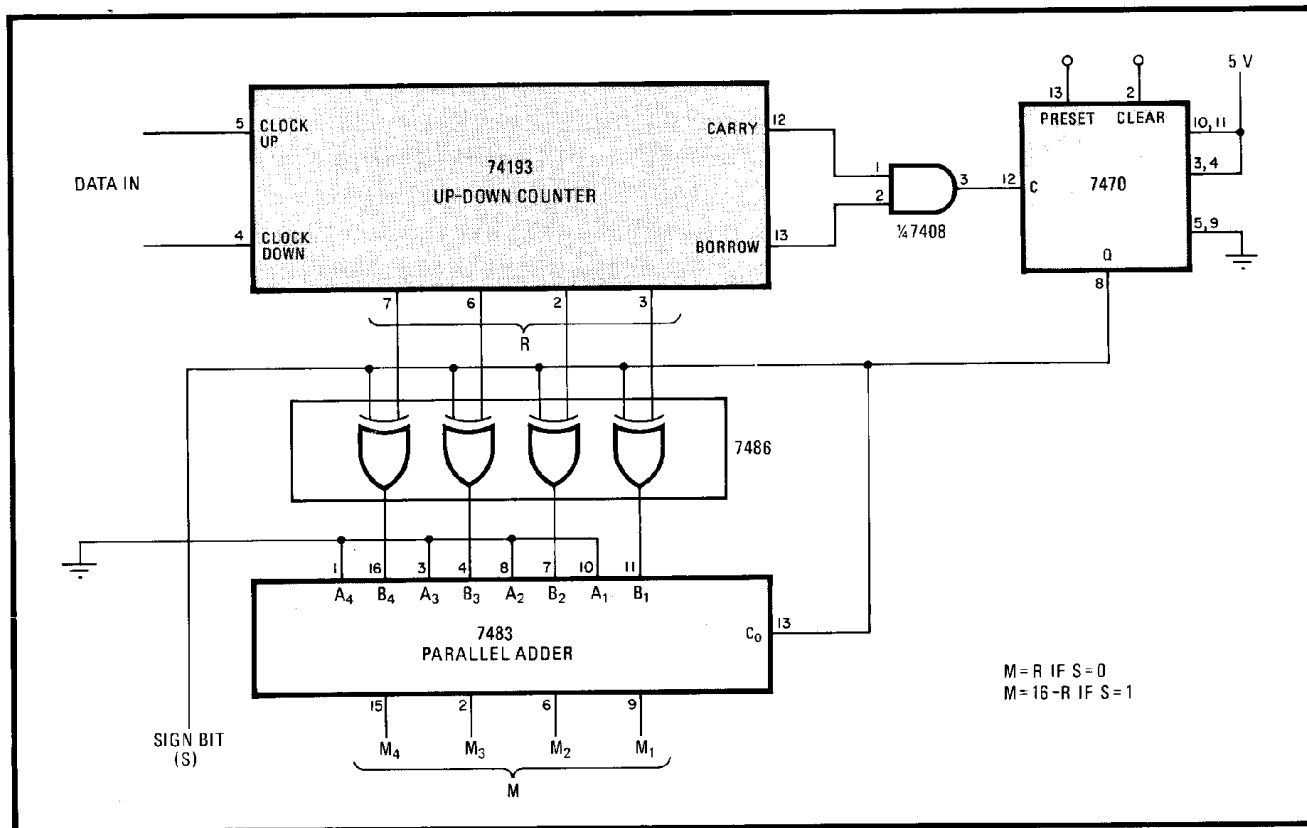 5 V
13
2
PRESET
CLEAR
10, 11
3, 4
7470
12
C
5, 9
Q
8
5
CLOCK
UP
CARRY
12
74193
UP-DOWN COUNTER
DATA IN
4
CLOCK
DOWN
BORROW
13
1
2
3
¼7408
7
6
2
3
R
7486
1
16
3
4
8
7
10
11
A4
B4
A3
B3
A2
B2
A1
B1
7483
PARALLEL ADDER
C0
13
15
2
6
9
M4
M3
M2
M1
M
SIGN BIT
(S)
M=R IF S=0
M=16-R IF S=1